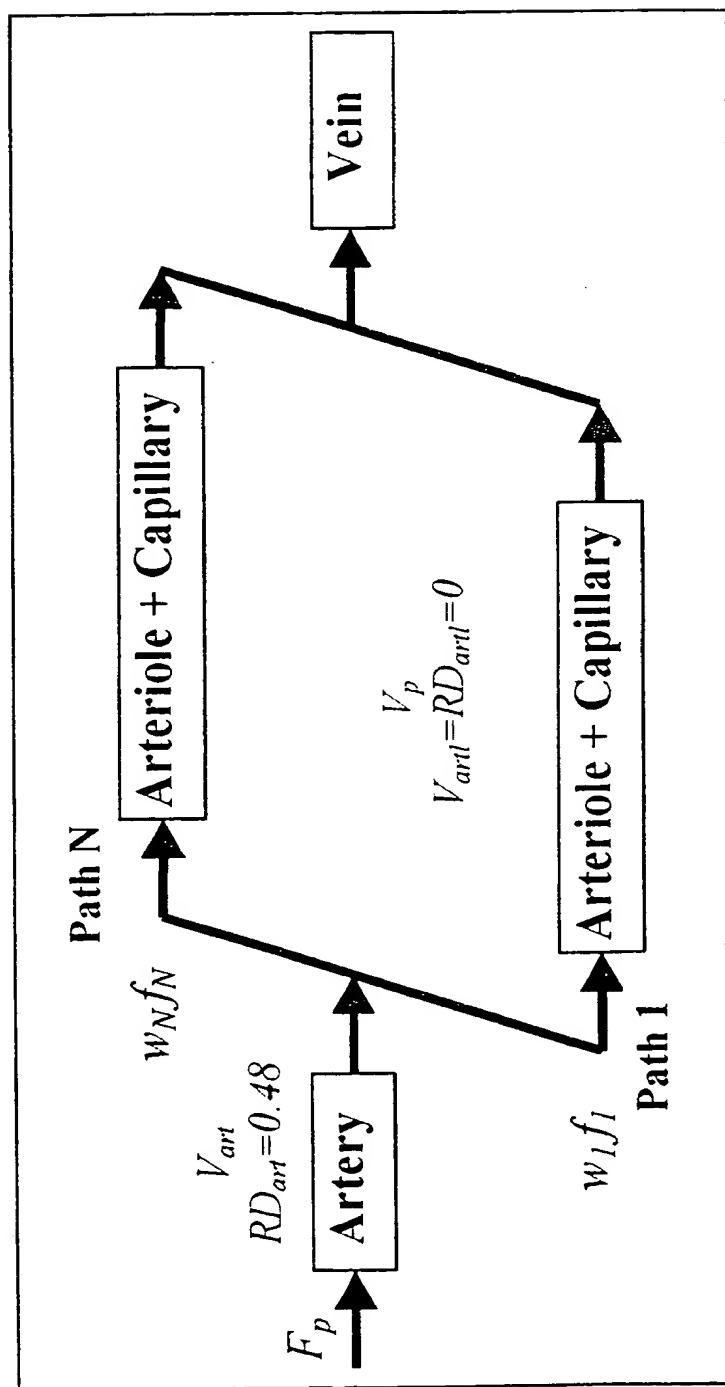 Path N
w_N f_N
Arteriole + Capillary
F_p
V_art
RD_art=0.48
Artery
V_p
V_artl=RD_artl=0
Vein
w_1 f_1
Path 1
Arteriole + Capillary